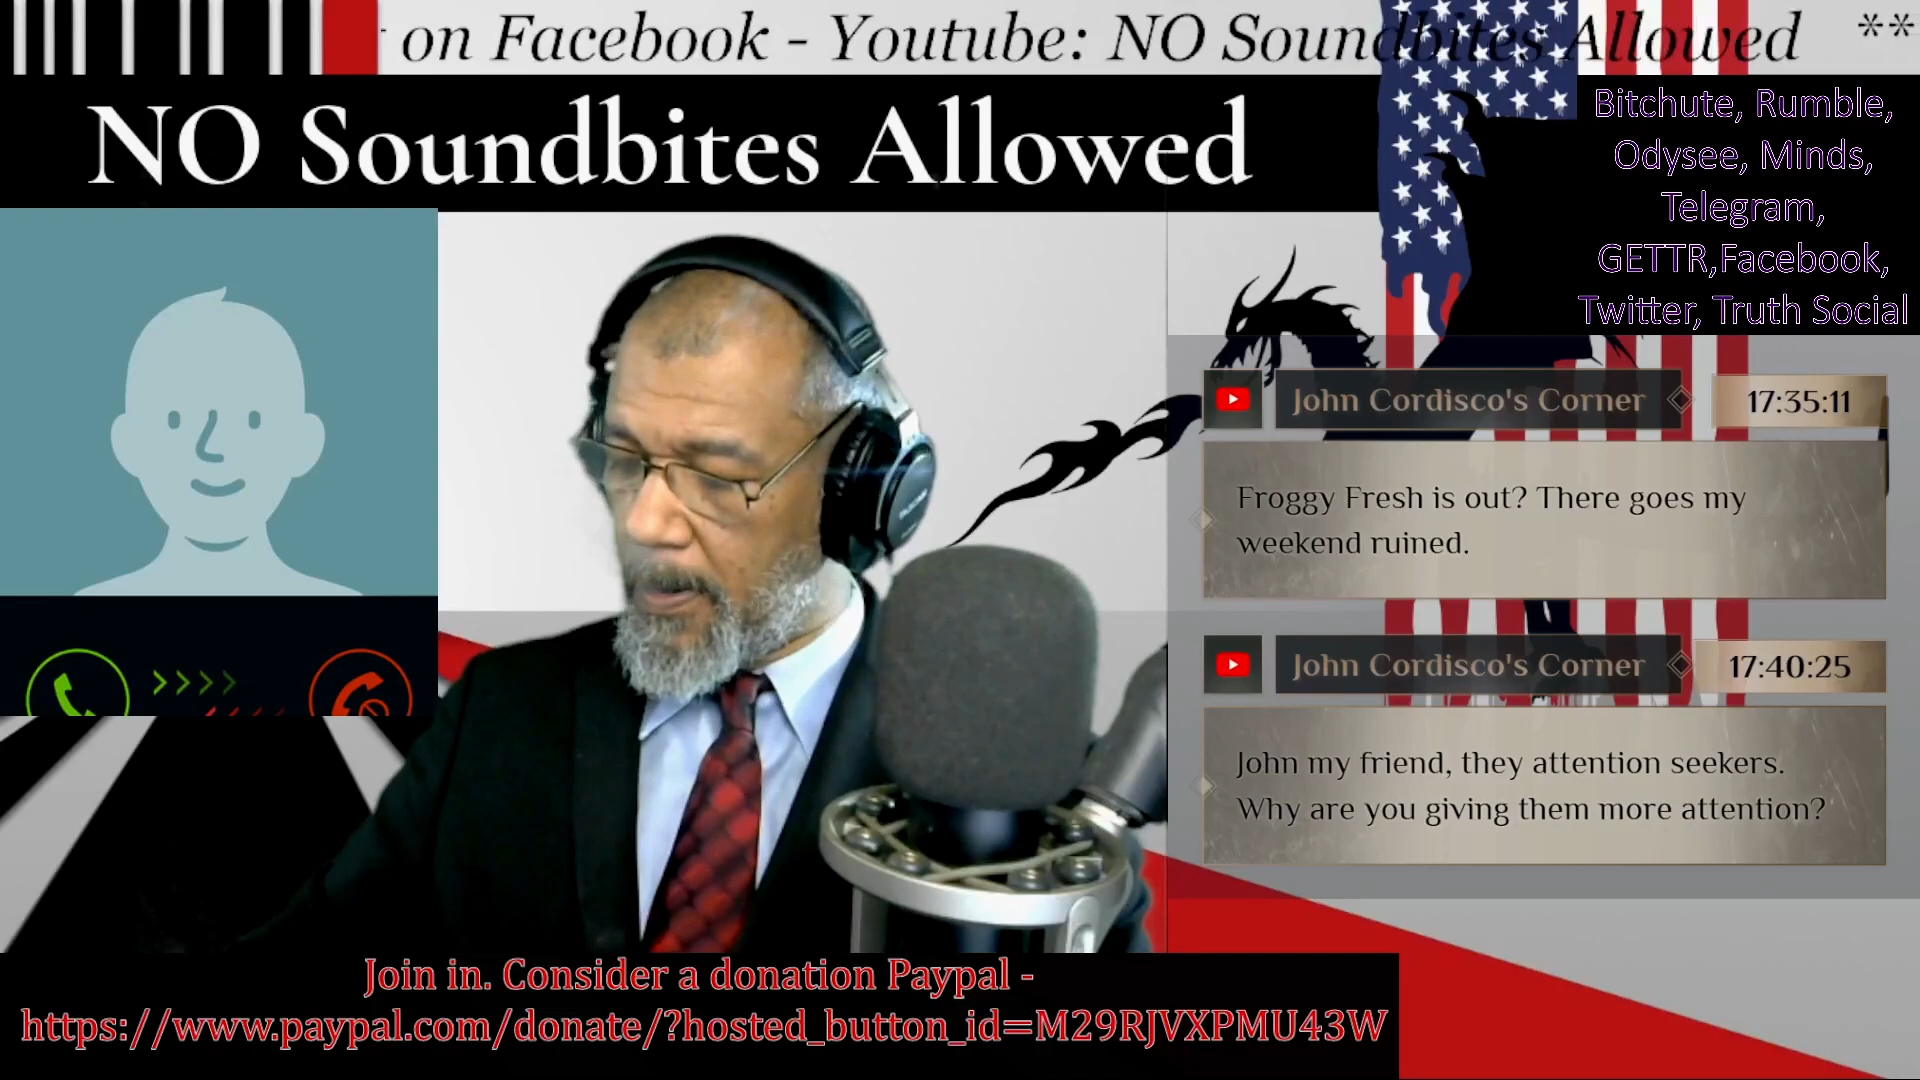 on Facebook - Youtube: NO Soundbites Allowed **
NO Soundbites Allowed
Bitchute, Rumble,
Odysee, Minds,
Telegram,
GETTR,Facebook,
Twitter, Truth Social
John Cordisco's Corner 17:35:11
Froggy Fresh is out? There goes my
weekend ruined.
John Cordisco's Corner 17:40:25
John my friend, they attention seekers.
Why are you giving them more attention?
Join in. Consider a donation Paypal -
https://www.paypal.com/donate/?hosted_button_id=M29RJVXPMU43W